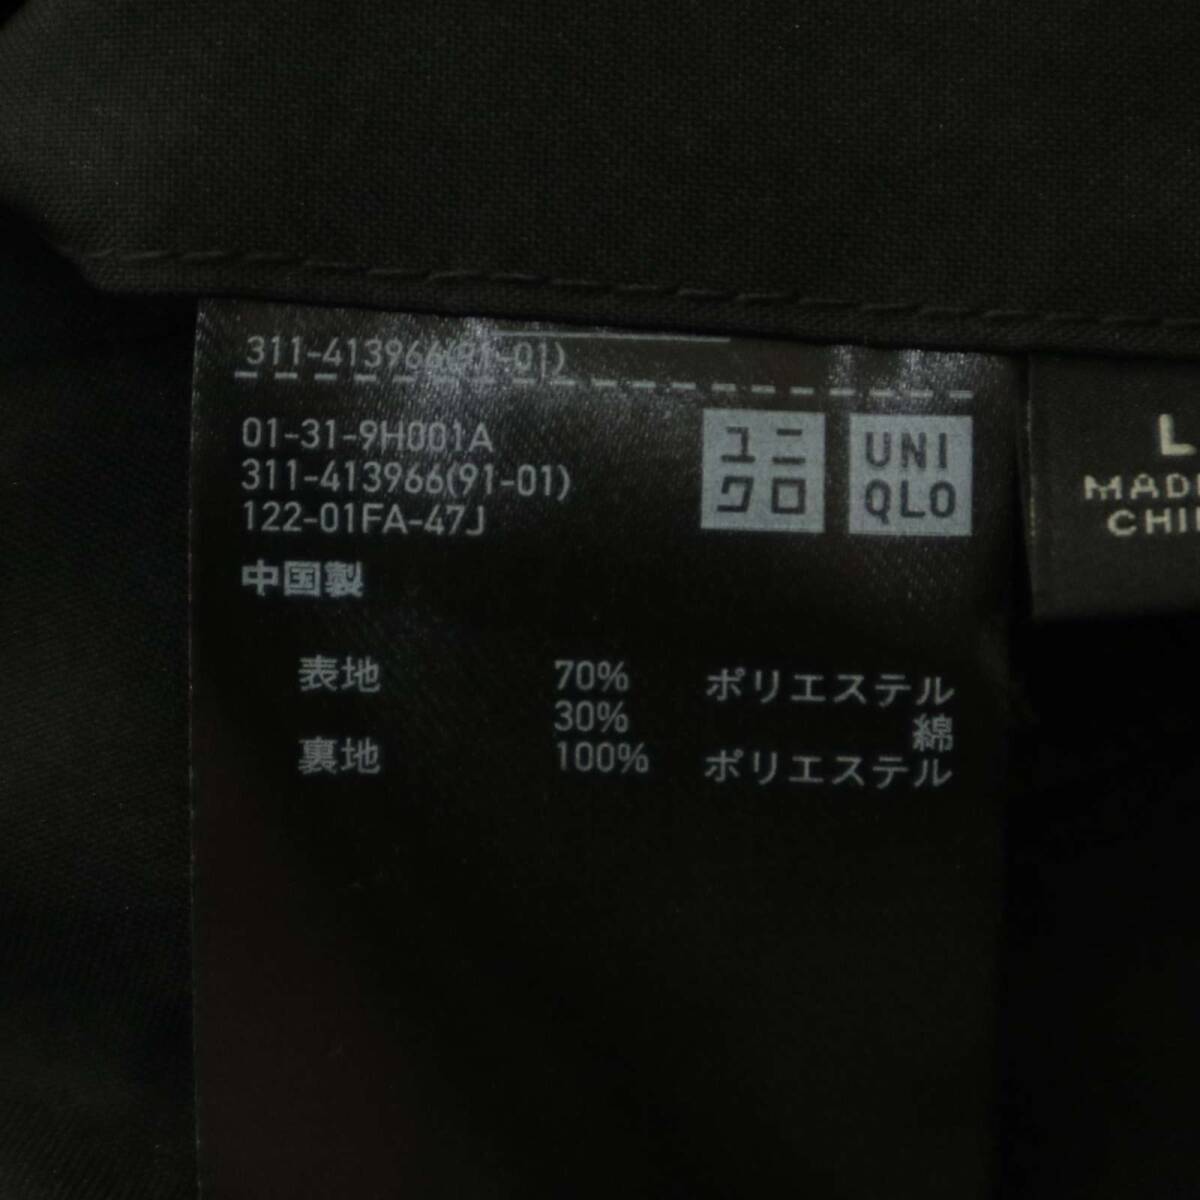 311-413966(91-01)
01-31-9H001A
311-413966(91-01)
122-01FA-47J
中国製
ユニ
クロ
UNI
QLO
表地 70% ポリエステル
30% 綿
裏地 100% ポリエステル
L